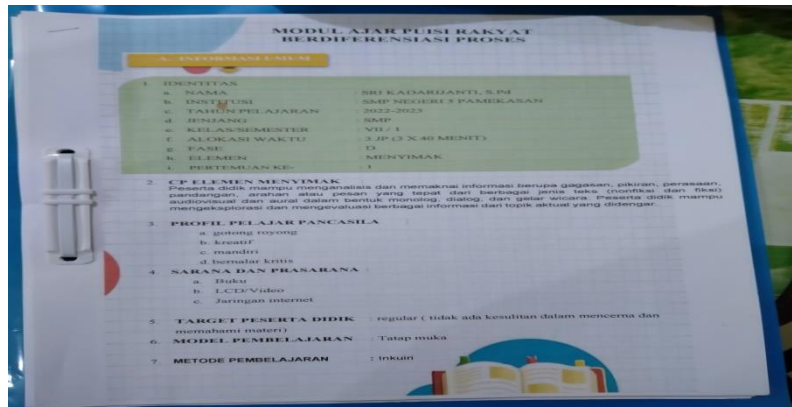 MODUL AJAR PUISI RAKYAT
BERDIFERENSIASI PROSES
A. INFORMASI UMUM
1. IDENTITAS
a. NAMA : SRI KADARIJANTI, S.Pd
b. INSTITUSI : SMP NEGERI 5 PAMEKASAN
c. TAHUN PELAJARAN : 2022-2023
d. JENJANG : SMP
e. KELAS/SEMESTER : VII / 1
f. ALOKASI WAKTU : 3 JP (3 X 40 MENIT)
g. FASE : D
h. ELEMEN : MENYIMAK
i. PERTEMUAN KE- : 1
2. CP ELEMEN MENYIMAK
Peserta didik mampu menganalisis dan memaknai informasi berupa gagasan, pikiran, perasaan,
pandangan, arahan atau pesan yang tepat dari berbagai jenis teks (nonfiksi dan fiksi)
audiovisual dan aural dalam bentuk monolog, dialog, dan gelar wicara. Peserta didik mampu
mengeksplorasi dan mengevaluasi berbagai informasi dari topik aktual yang didengar.
3. PROFIL PELAJAR PANCASILA
a. gotong royong
b. kreatif
c. mandiri
d. bernalar kritis
4. SARANA DAN PRASARANA :
a. Buku
b. LCD/Video
c. Jaringan internet
5. TARGET PESERTA DIDIK : regular ( tidak ada kesulitan dalam mencerna dan
memahami materi)
6. MODEL PEMBELAJARAN : Tatap muka
7. METODE PEMBELAJARAN : Inkuiri